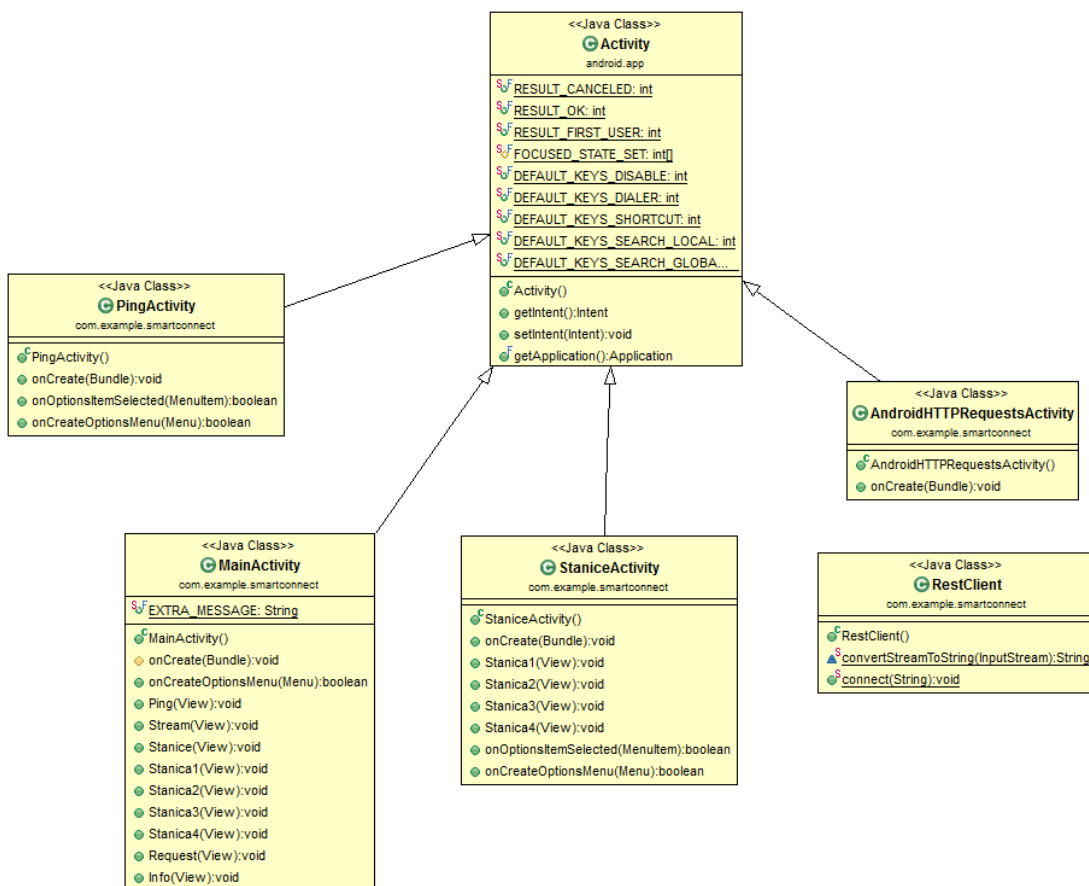 <<Java Class>>
Activity
android.app
RESULT_CANCELED: int
RESULT_OK: int
RESULT_FIRST_USER: int
FOCUSED_STATE_SET: int[]
DEFAULT_KEYS_DISABLE: int
DEFAULT_KEYS_DIALER: int
DEFAULT_KEYS_SHORTCUT: int
DEFAULT_KEYS_SEARCH_LOCAL: int
DEFAULT_KEYS_SEARCH_GLOBA...
Activity()
getIntent():Intent
setIntent(Intent):void
getApplication():Application
<<Java Class>>
PingActivity
com.example.smartconnect
PingActivity()
onCreate(Bundle):void
onOptionsItemSelected(MenuItem):boolean
onCreateOptionsMenu(Menu):boolean
<<Java Class>>
AndroidHTTPRequestsActivity
com.example.smartconnect
AndroidHTTPRequestsActivity()
onCreate(Bundle):void
<<Java Class>>
MainActivity
com.example.smartconnect
EXTRA_MESSAGE: String
MainActivity()
onCreate(Bundle):void
onCreateOptionsMenu(Menu):boolean
Ping(View):void
Stream(View):void
Stanice(View):void
Stanica1(View):void
Stanica2(View):void
Stanica3(View):void
Stanica4(View):void
Request(View):void
Info(View):void
<<Java Class>>
StaniceActivity
com.example.smartconnect
StaniceActivity()
onCreate(Bundle):void
Stanica1(View):void
Stanica2(View):void
Stanica3(View):void
Stanica4(View):void
onOptionsItemSelected(MenuItem):boolean
onCreateOptionsMenu(Menu):boolean
<<Java Class>>
RestClient
com.example.smartconnect
RestClient()
convertStreamToString(InputStream):String
connect(String):void